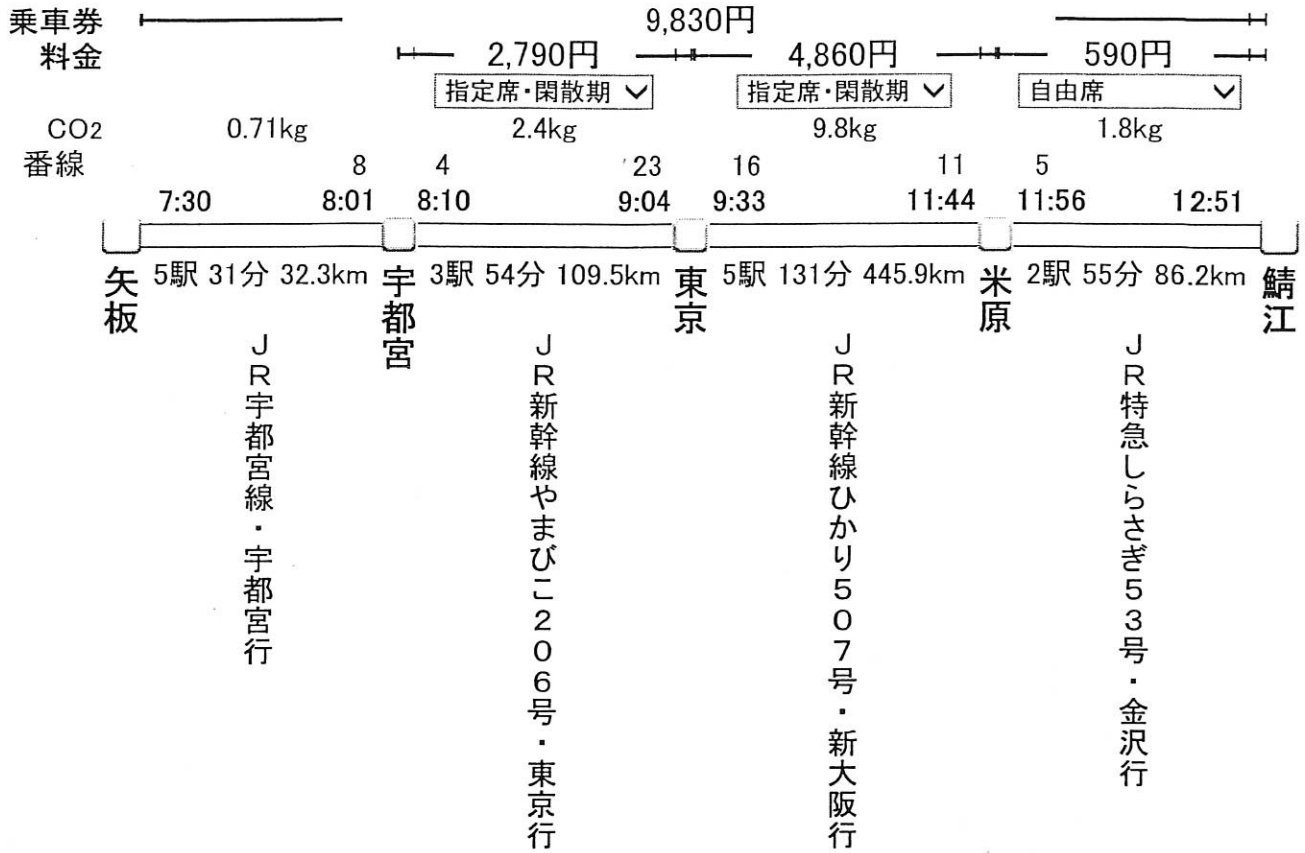 乗車券 9,830円
料金 2,790円 4,860円 590円
指定席・閑散期 指定席・閑散期 自由席
CO2 0.71kg 2.4kg 9.8kg 1.8kg
番線 8 4 23 16 11 5
7:30 8:01 8:10 9:04 9:33 11:44 11:56 12:51
5駅 31分 32.3km 3駅 54分 109.5km 5駅 131分 445.9km 2駅 55分 86.2km
矢板
宇都宮
東京
米原
鯖江
JR宇都宮線・宇都宮行
JR新幹線やまびこ206号・東京行
JR新幹線ひかり507号・新大阪行
JR特急しらさぎ53号・金沢行